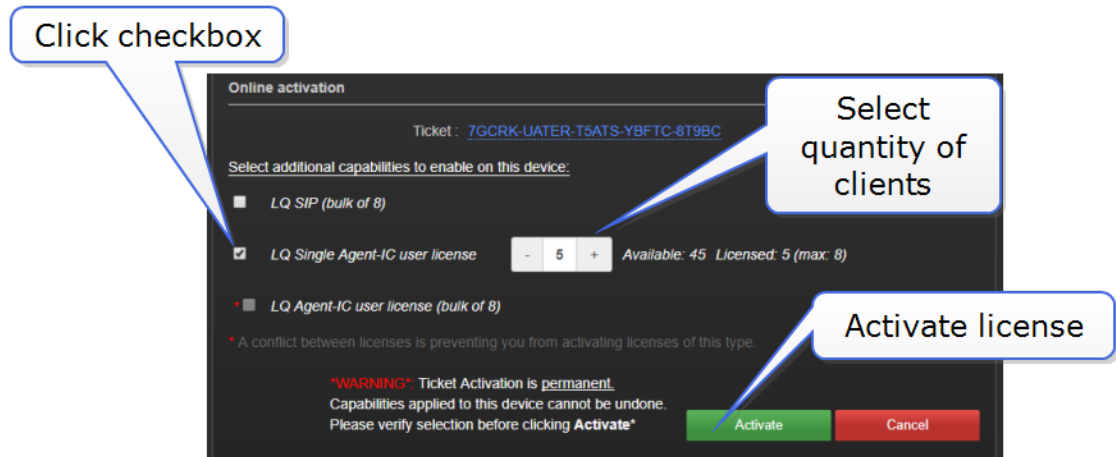 Click checkbox
Online activation
Ticket : 7GCRK-UATER-T5ATS-YBFTC-8T9BC
Select
quantity of
clients
Select additional capabilities to enable on this device:
LQ SIP (bulk of 8)
LQ Single Agent-IC user license - 5 + Available: 45 Licensed: 5 (max: 8)
* LQ Agent-IC user license (bulk of 8)
* A conflict between licenses is preventing you from activating licenses of this type.
Activate license
*WARNING*: Ticket Activation is permanent.
Capabilities applied to this device cannot be undone.
Please verify selection before clicking Activate*
Activate
Cancel